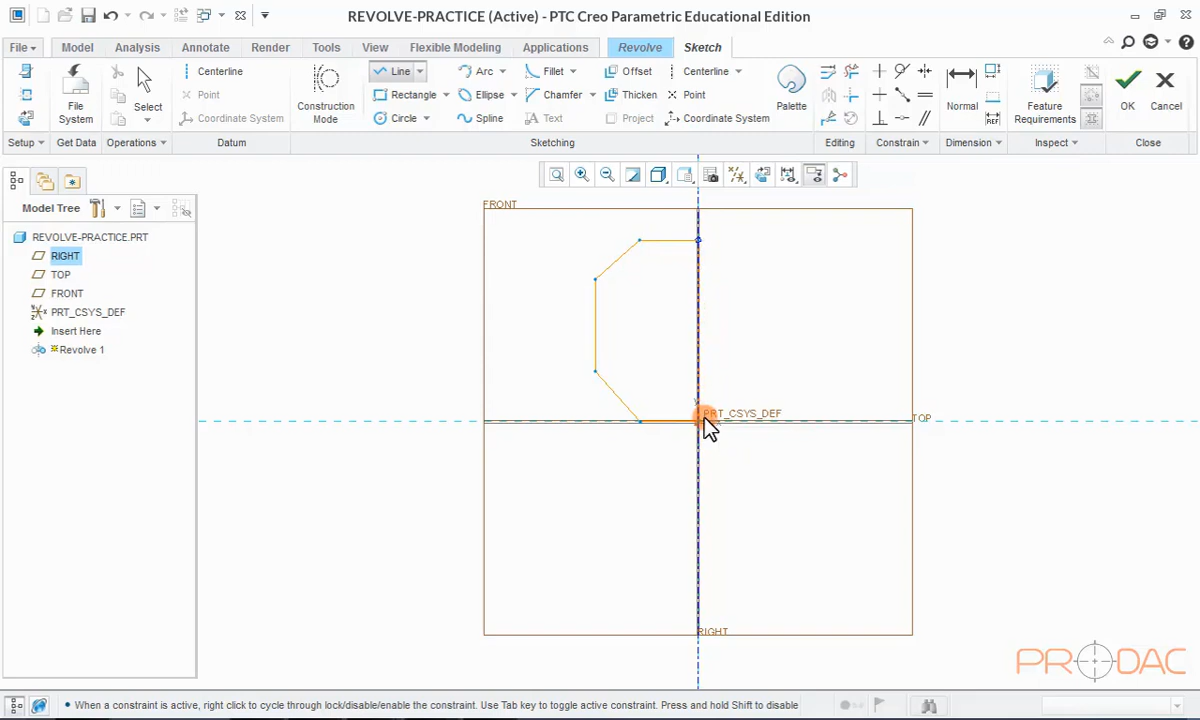 REVOLVE-PRACTICE (Active) - PTC Creo Parametric Educational Edition
File Model Analysis Annotate Render Tools View Flexible Modeling Applications Revolve Sketch
Centerline Line Arc Fillet Offset Centerline
Point Rectangle Ellipse Chamfer Thicken Point
File System Select Coordinate System Construction Mode Circle Spline Text Project Coordinate System Palette Normal Feature Requirements OK Cancel
REF
Setup Get Data Operations Datum Sketching Editing Constrain Dimension Inspect Close
Model Tree
REVOLVE-PRACTICE.PRT
RIGHT
TOP
FRONT
PRT_CSYS_DEF
Insert Here
Revolve 1
FRONT
PRT_CSYS_DEF
TOP
RIGHT
PRODAC
When a constraint is active, right click to cycle through lock/disable/enable the constraint. Use Tab key to toggle active constraint. Press and hold Shift to disable